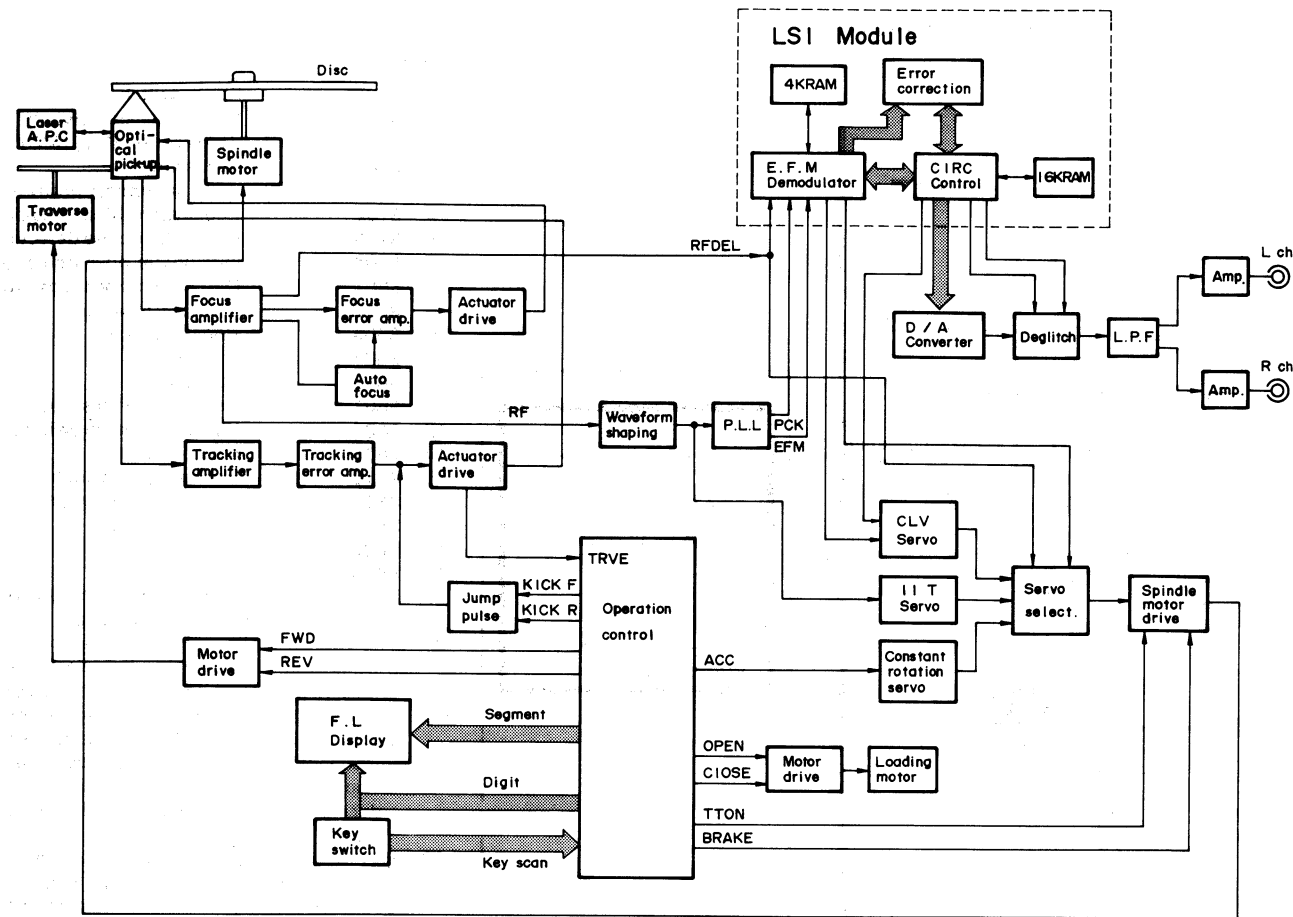 LSI Module
Disc
4KRAM
Error
correction
Laser
A.P.C
Opti-
cal
pick-up
Spindle
motor
E.F.M
Demodulator
CIRC
Control
16KRAM
Traverse
motor
RFDEL
L ch
Amp.
Focus
amplifier
Focus
error amp.
Actuator
drive
D/A
Converter
Deglitch
L.P.F
R ch
Amp.
Auto
focus
RF
Waveform
shaping
P.L.L
PCK
EFM
Tracking
amplifier
Tracking
error amp.
Actuator
drive
CLV
Servo
TRVE
KICK F
KICK R
Jump
pulse
Operation
control
11T
Servo
Servo
select.
Spindle
motor
drive
FWD
REV
Motor
drive
ACC
Constant
rotation
servo
F.L
Display
Segment
OPEN
ClOSE
Motor
drive
Loading
motor
Digit
TTON
BRAKE
Key
switch
Key scan